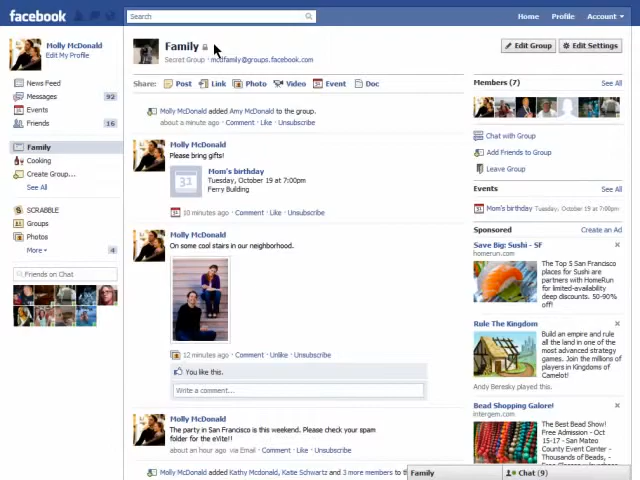 facebook
Search
Home Profile Account
Molly McDonald
Edit My Profile
News Feed
Messages 92
Events
Friends 16
Family
Cooking
Create Group...
See All
SCRABBLE
Groups
Photos
More 4
Friends on Chat
Family
Secret Group · mcdfamily@groups.facebook.com
Edit Group Edit Settings
Share: Post Link Photo Video Event Doc
Molly McDonald added Amy McDonald to the group.
about a minute ago · Comment · Like · Unsubscribe
Molly McDonald
Please bring gifts!
31
Mom's birthday
Tuesday, October 19 at 7:00pm
Ferry Building
31 10 minutes ago · Comment · Like · Unsubscribe
Molly McDonald
On some cool stairs in our neighborhood.
12 minutes ago · Comment · Unlike · Unsubscribe
You like this.
Write a comment...
Molly McDonald
The party in San Francisco is this weekend. Please check your spam
folder for the eVite!!
about an hour ago via Email · Comment · Like · Unsubscribe
Molly McDonald added Kathy Mcdonald, Katie Schwartz and 3 more members to th
Members (7) See All
Chat with Group
Add Friends to Group
Leave Group
Events See All
31 Mom's birthday Tuesday, October 19 at 7:00pm
Sponsored Create an Ad
Save Big: Sushi - SF
homerun.com
The Top 5 San Francisco
places for Sushi are
partners with HomeRun
for limited-availability
deep discounts. 50-90%
off!
Rule The Kingdom
Build an empire and rule
all the land in one of the
most advanced strategy
games. Join the millions of
players in Kingdoms of
Camelot!
Andy Beresky played this.
Bead Shopping Galore!
intergem.com
The Best Bead Show!
Free Admission - Oct
15-17 - San Mateo
County Event Center -
Thousands of Beads,
Family
Chat (9)